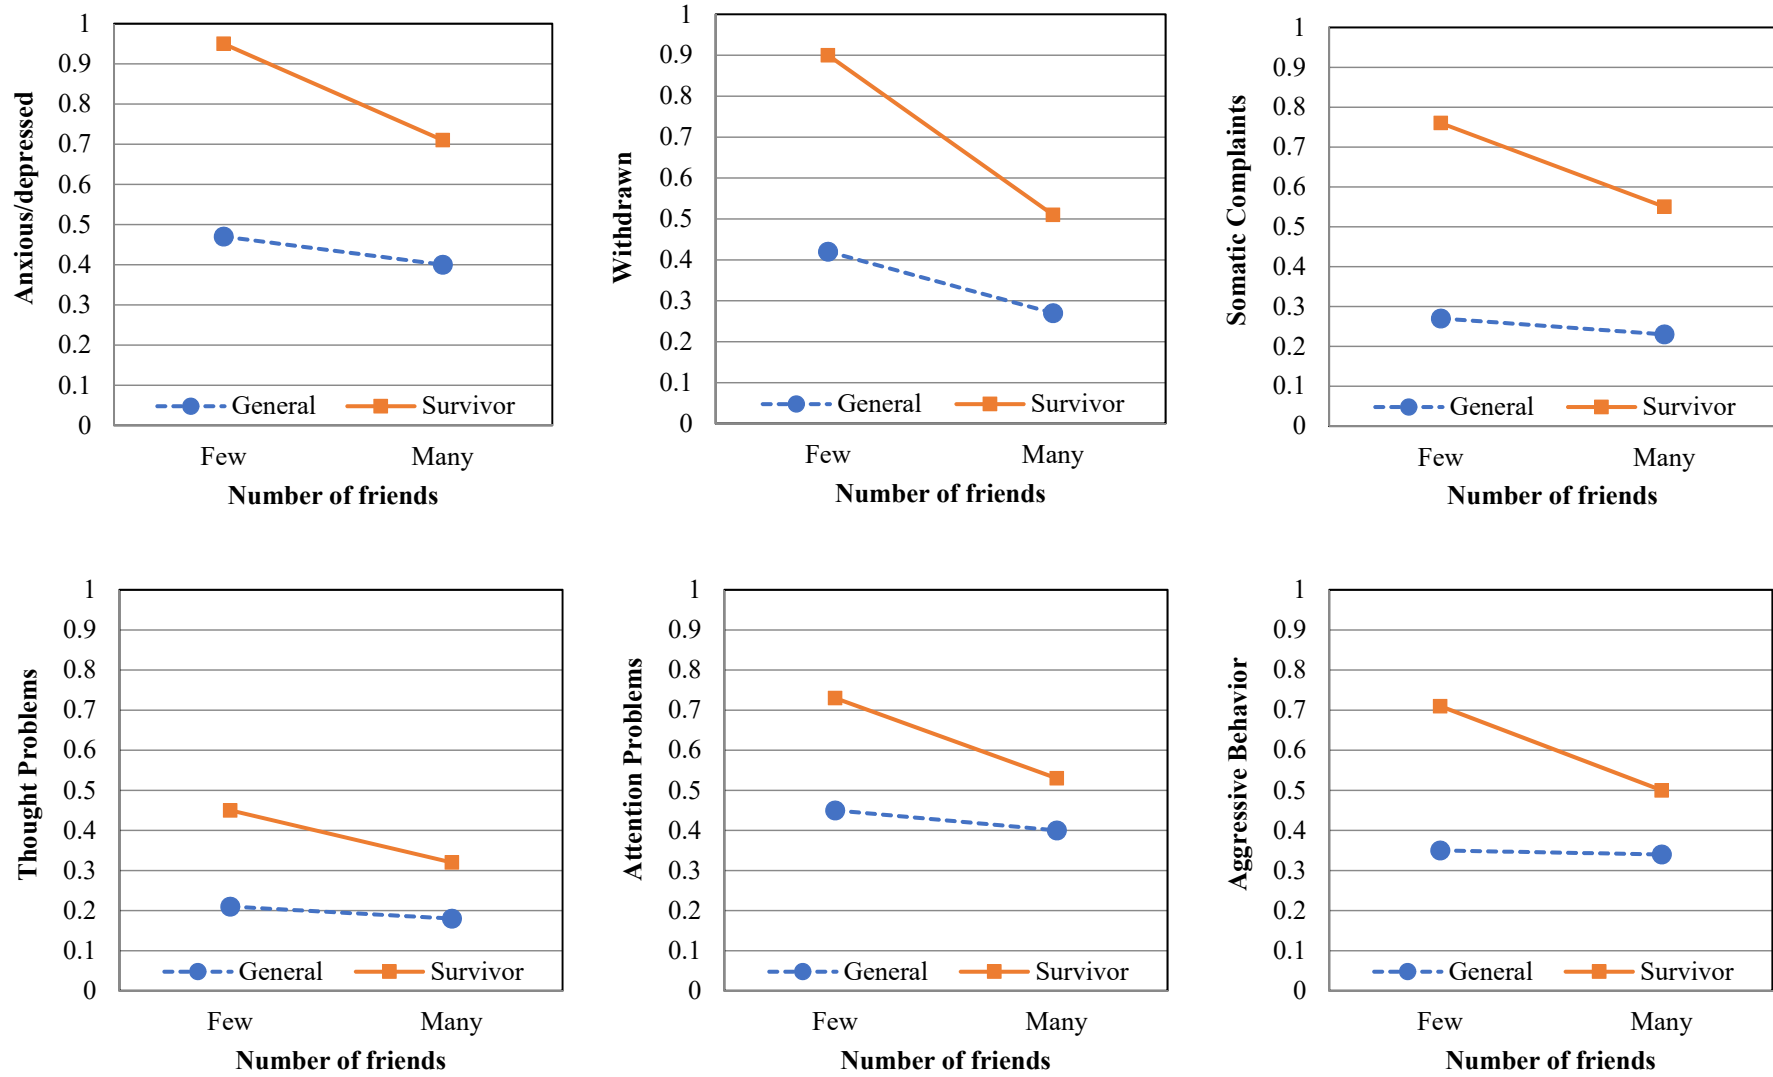 Anxious/depressed
1
0.9
0.8
0.7
0.6
0.5
0.4
0.3
0.2
0.1
0
General
Survivor
Few
Many
Number of friends
Withdrawn
1
0.9
0.8
0.7
0.6
0.5
0.4
0.3
0.2
0.1
0
General
Survivor
Few
Many
Number of friends
Somatic Complaints
1
0.9
0.8
0.7
0.6
0.5
0.4
0.3
0.2
0.1
0
General
Survivor
Few
Many
Number of friends
Thought Problems
1
0.9
0.8
0.7
0.6
0.5
0.4
0.3
0.2
0.1
0
General
Survivor
Few
Many
Number of friends
Attention Problems
1
0.9
0.8
0.7
0.6
0.5
0.4
0.3
0.2
0.1
0
General
Survivor
Few
Many
Number of friends
Aggressive Behavior
1
0.9
0.8
0.7
0.6
0.5
0.4
0.3
0.2
0.1
0
General
Survivor
Few
Many
Number of friends